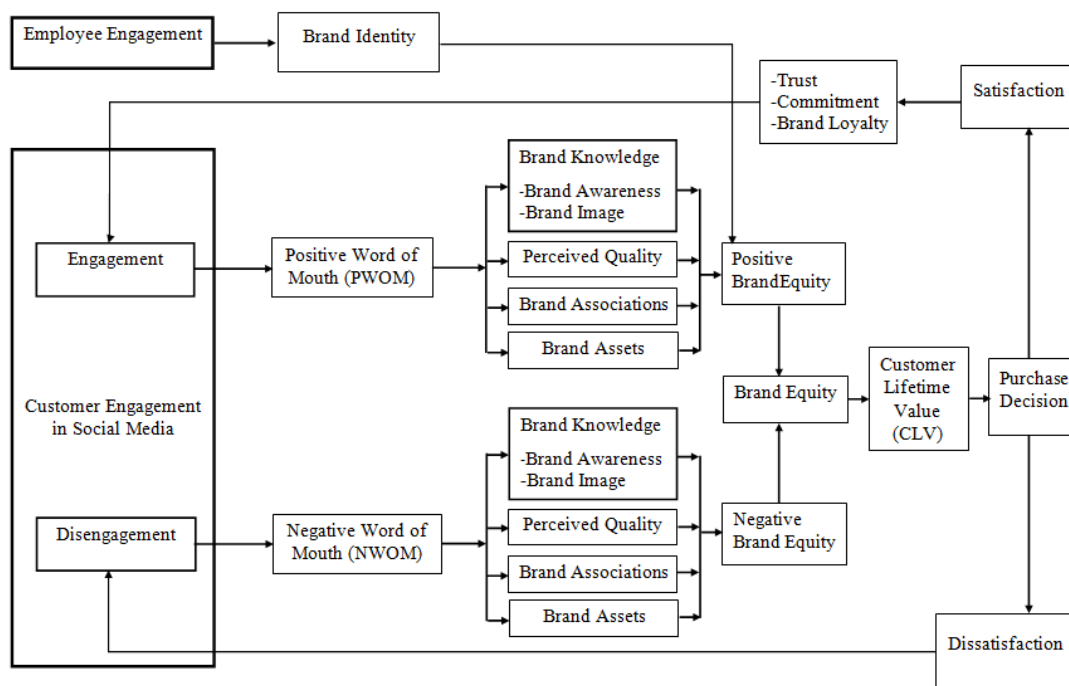 Employee Engagement
Brand Identity
-Trust
-Commitment
-Brand Loyalty
Satisfaction
Customer Engagement
in Social Media
Engagement
Positive Word of
Mouth (PWOM)
Brand Knowledge
-Brand Awareness
-Brand Image
Perceived Quality
Brand Associations
Brand Assets
Positive
BrandEquity
Brand Equity
Customer
Lifetime
Value
(CLV)
Purchase
Decision
Disengagement
Negative Word of
Mouth (NWOM)
Brand Knowledge
-Brand Awareness
-Brand Image
Perceived Quality
Brand Associations
Brand Assets
Negative
Brand Equity
Dissatisfaction